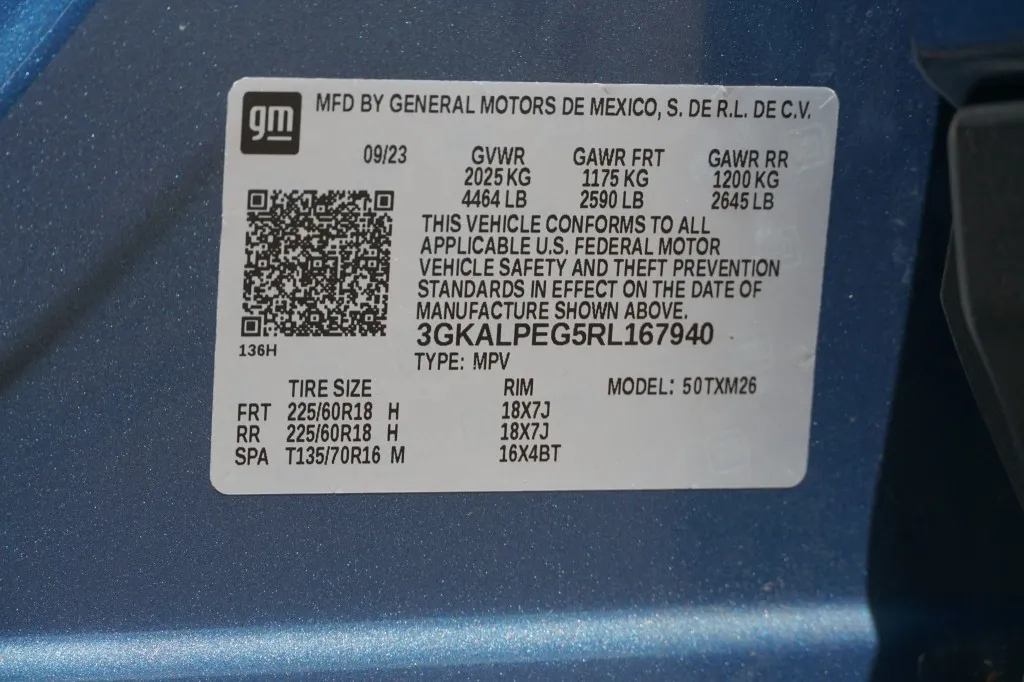 gm MFD BY GENERAL MOTORS DE MEXICO, S. DE R.L. DE C.V.
09/23 GVWR GAWR FRT GAWR RR
2025 KG 1175 KG 1200 KG
4464 LB 2590 LB 2645 LB
THIS VEHICLE CONFORMS TO ALL
APPLICABLE U.S. FEDERAL MOTOR
VEHICLE SAFETY AND THEFT PREVENTION
STANDARDS IN EFFECT ON THE DATE OF
MANUFACTURE SHOWN ABOVE.
3GKALPEG5RL167940
136H
TYPE: MPV
TIRE SIZE RIM MODEL: 50TXM26
FRT 225/60R18 H 18X7J
RR 225/60R18 H 18X7J
SPA T135/70R16 M 16X4BT